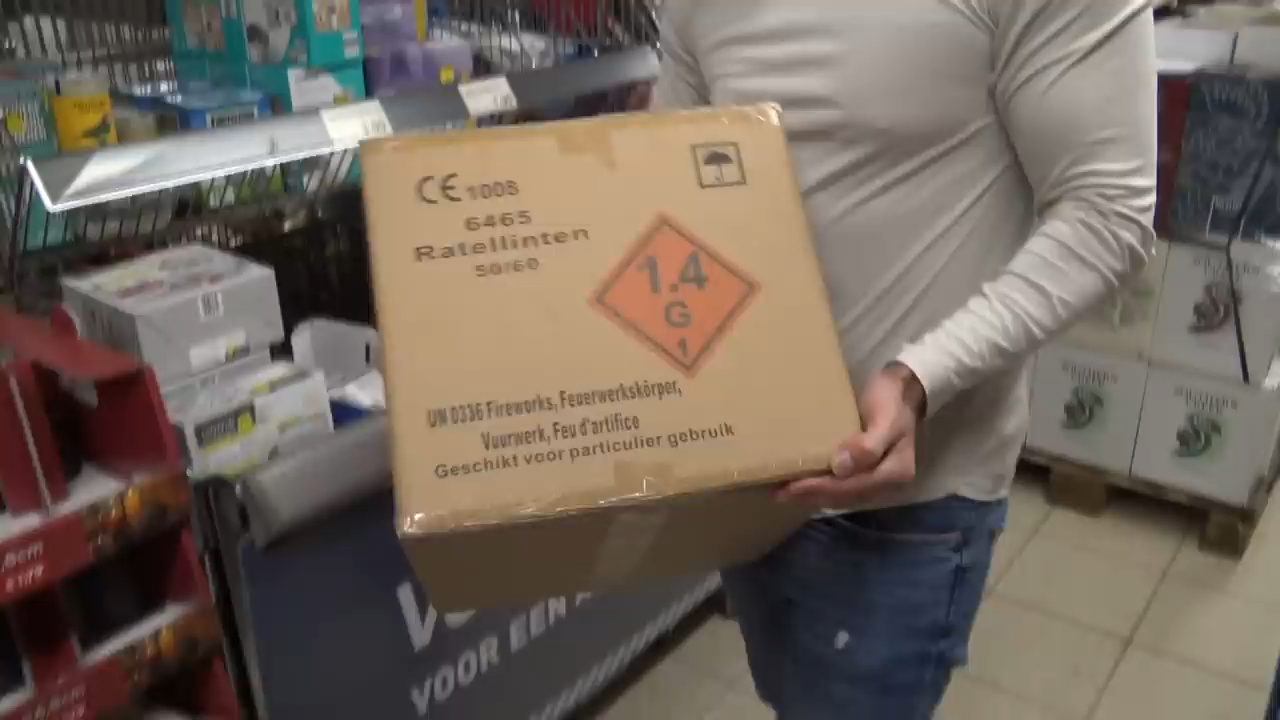 CE 1008
6465
Ratellinten
50/60
1.4
G
1
UN 0336 Fireworks, Feuerwerkskörper,
Vuurwerk, Feu d'artifice
Geschikt voor particulier gebruik
VOOR EEN